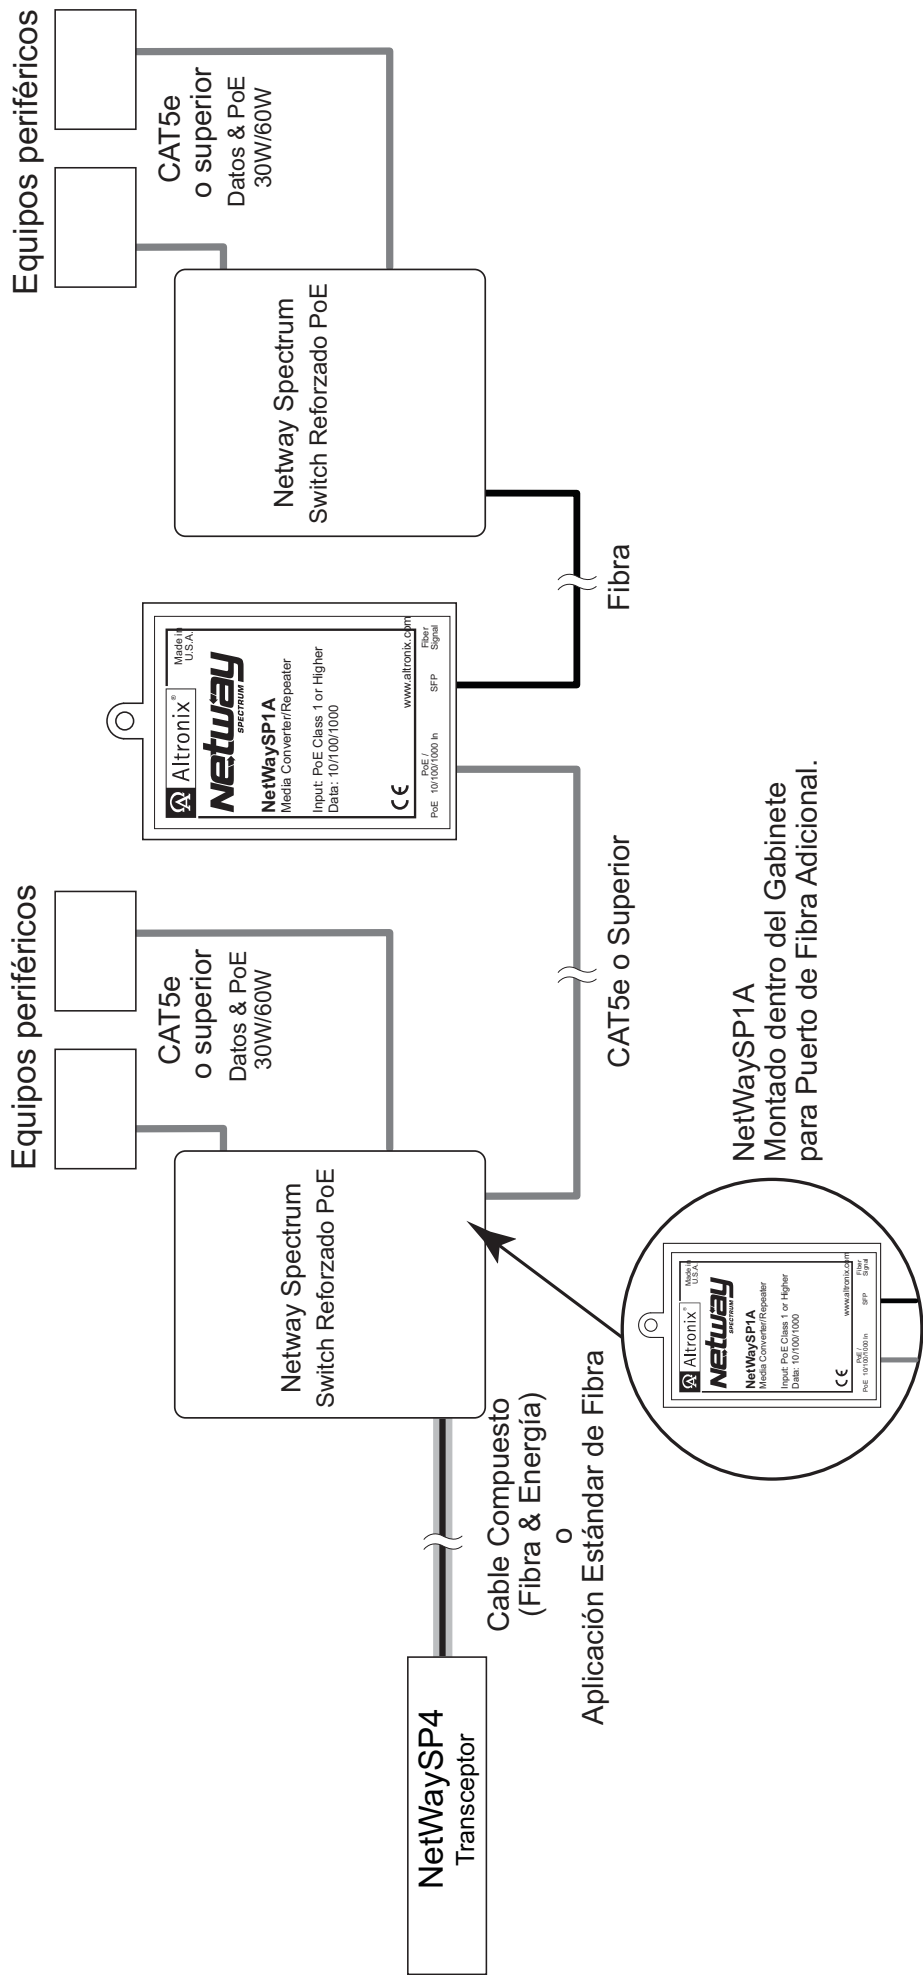 Equipos periféricos
CAT5e
o superior
Datos & PoE
30W/60W
Equipos periféricos
CAT5e
o superior
Datos & PoE
30W/60W
NetWaySP4
Transceptor
Cable Compuesto
(Fibra & Energía)
o
Aplicación Estándar de Fibra
Netway Spectrum
Switch Reforzado PoE
CAT5e o Superior
Altronix®
Made in
U.S.A.
Netway
SPECTRUM
NetWaySP1A
Media Converter/Repeater
Input: PoE Class 1 or Higher
Data: 10/100/1000
CE
www.altronix.com
PoE
PoE /
10/100/1000 In
SFP
Fiber
Signal
Fibra
Netway Spectrum
Switch Reforzado PoE
Altronix®
Made in
U.S.A.
Netway
SPECTRUM
NetWaySP1A
Media Converter/Repeater
Input: PoE Class 1 or Higher
Data: 10/100/1000
CE
www.altronix.com
PoE
PoE /
10/100/1000 In
SFP
Fiber
Signal
NetWaySP1A
Montado dentro del Gabinete
para Puerto de Fibra Adicional.